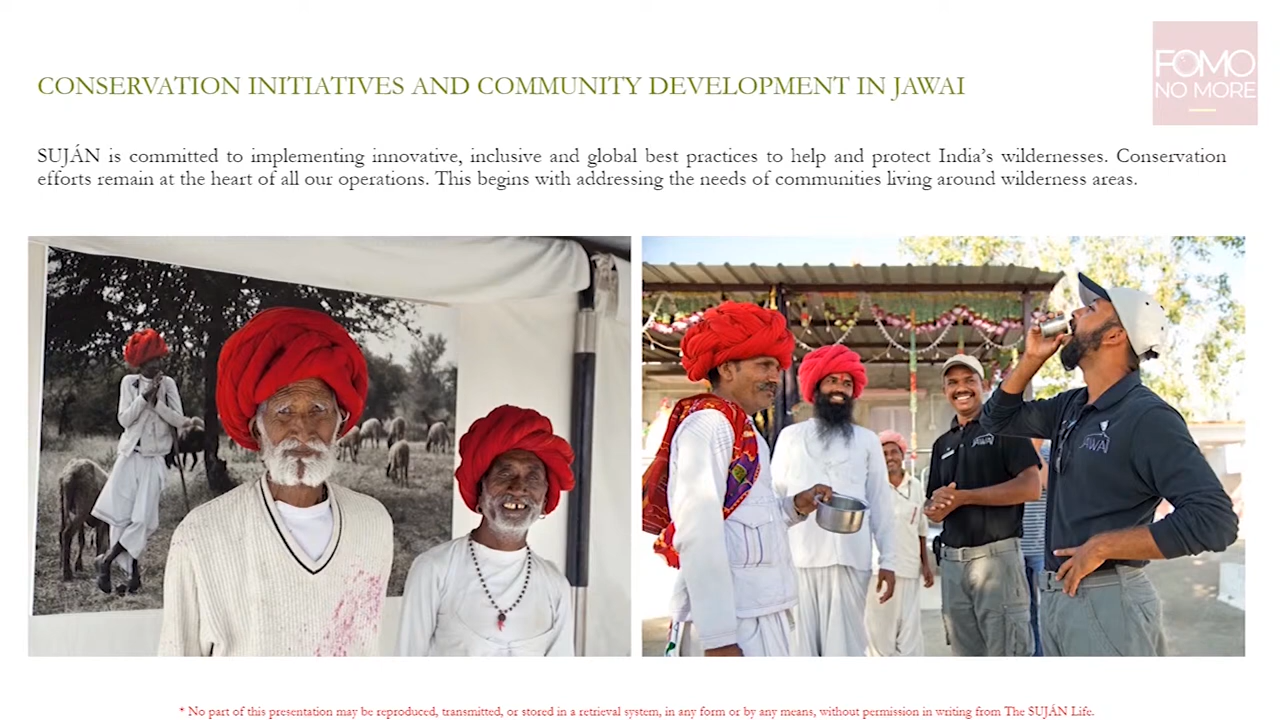 FOMO
NO MORE
CONSERVATION INITIATIVES AND COMMUNITY DEVELOPMENT IN JAWAI
SUJÁN is committed to implementing innovative, inclusive and global best practices to help and protect India’s wildernesses. Conservation
efforts remain at the heart of all our operations. This begins with addressing the needs of communities living around wilderness areas.
JAWAI
JAWAI
* No part of this presentation may be reproduced, transmitted, or stored in a retrieval system, in any form or by any means, without permission in writing from The SUJÁN Life.